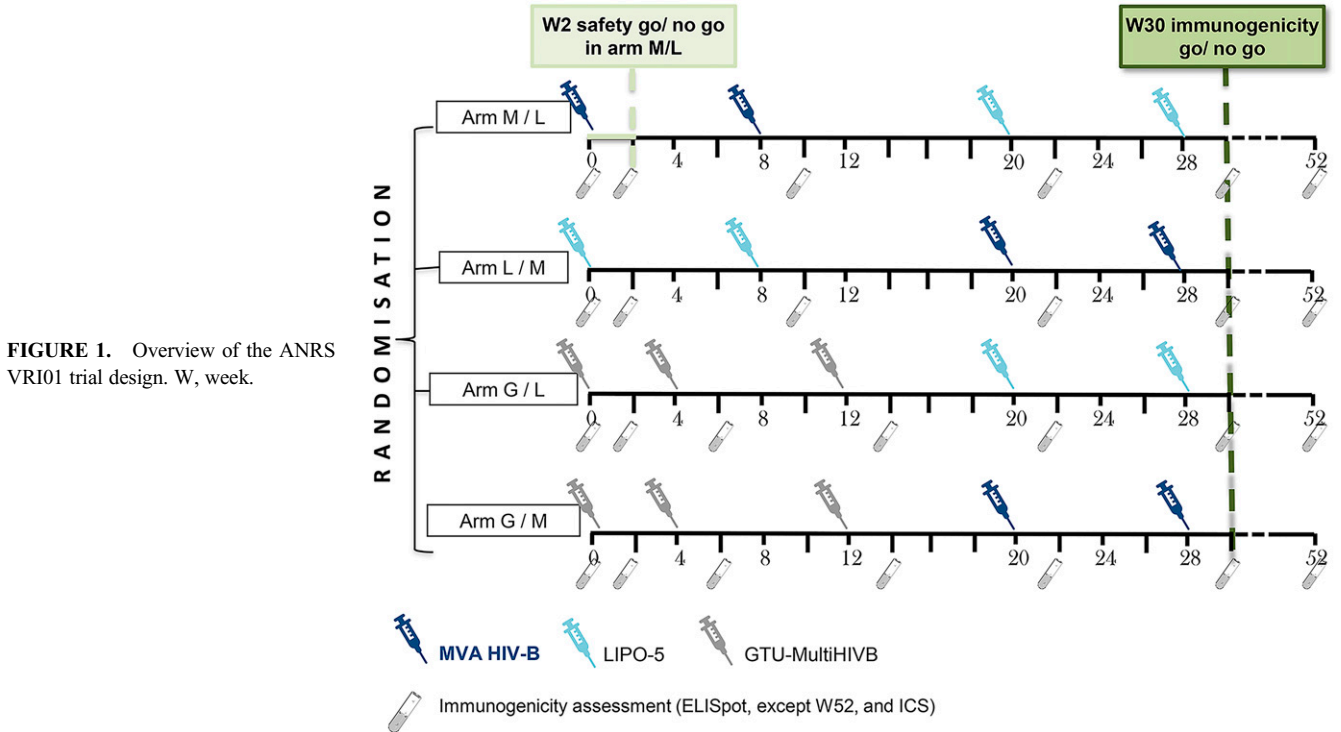 W2 safety go/ no go
in arm M/L
W30 immunogenicity
go/ no go
RANDOMISATION
Arm M / L
0 4 8 12 20 24 28 52
Arm L / M
0 4 8 12 20 24 28 52
FIGURE 1. Overview of the ANRS
VRI01 trial design. W, week.
Arm G / L
0 4 8 12 20 24 28 52
Arm G / M
0 4 8 12 20 24 28 52
MVA HIV-B LIPO-5 GTU-MultiHIVB
Immunogenicity assessment (ELISpot, except W52, and ICS)